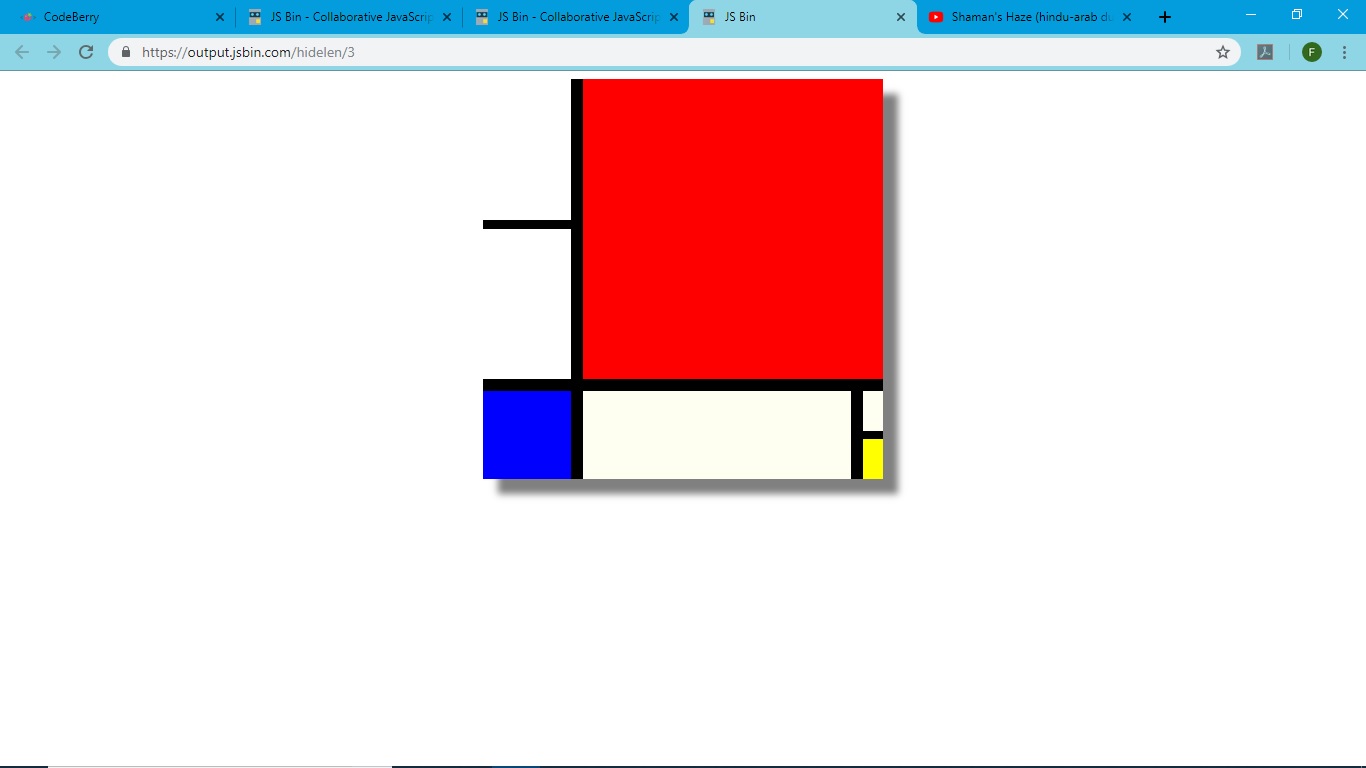 CodeBerry
JS Bin - Collaborative JavaScrip
JS Bin - Collaborative JavaScrip
JS Bin
Shaman's Haze (hindu-arab du
https://output.jsbin.com/hidelen/3
F